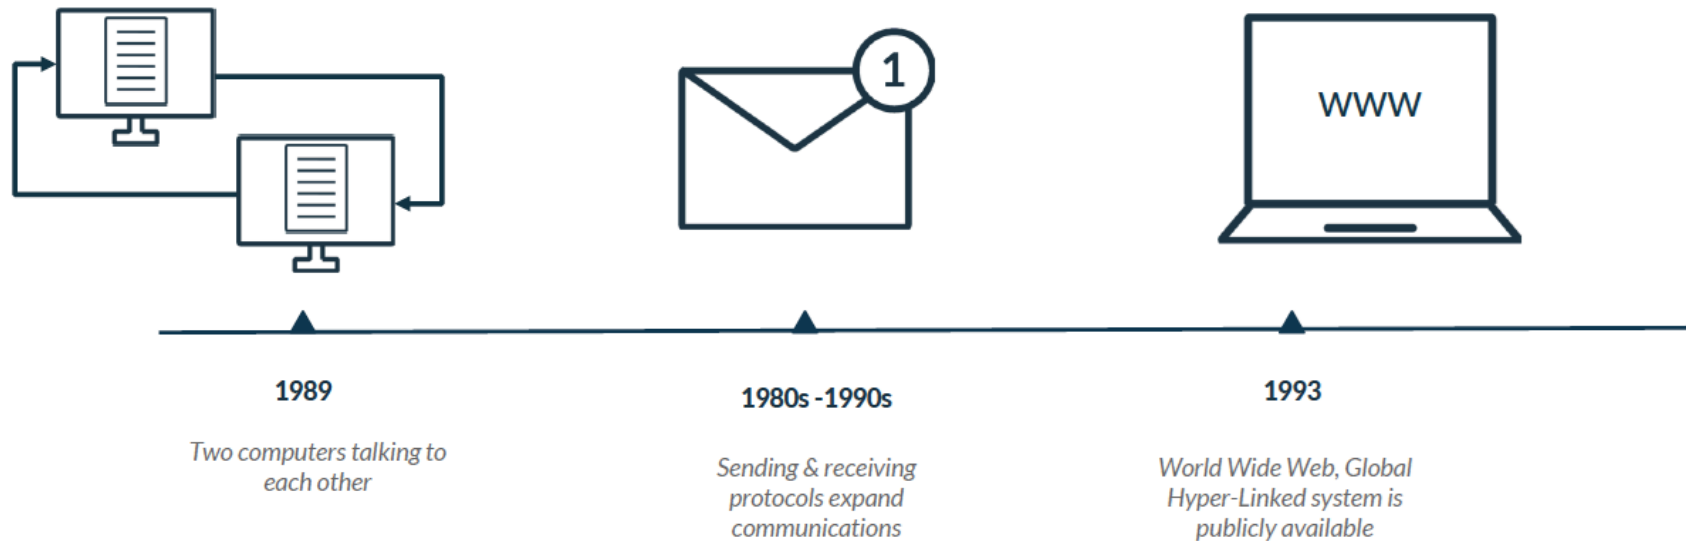 1
WWW
1989
Two computers talking to
each other
1980s -1990s
Sending & receiving
protocols expand
communications
1993
World Wide Web, Global
Hyper-Linked system is
publicly available